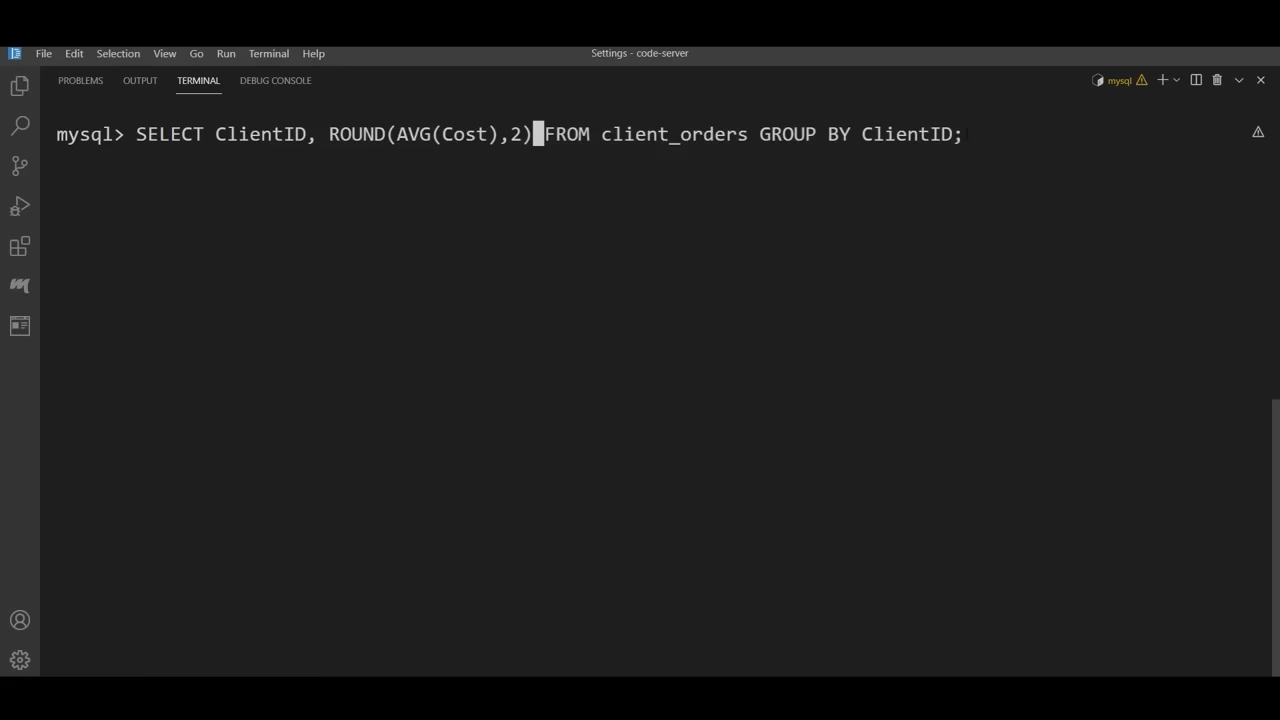 File Edit Selection View Go Run Terminal Help
Settings - code-server
PROBLEMS OUTPUT TERMINAL DEBUG CONSOLE
mysql
mysql> SELECT ClientID, ROUND(AVG(Cost),2) FROM client_orders GROUP BY ClientID;